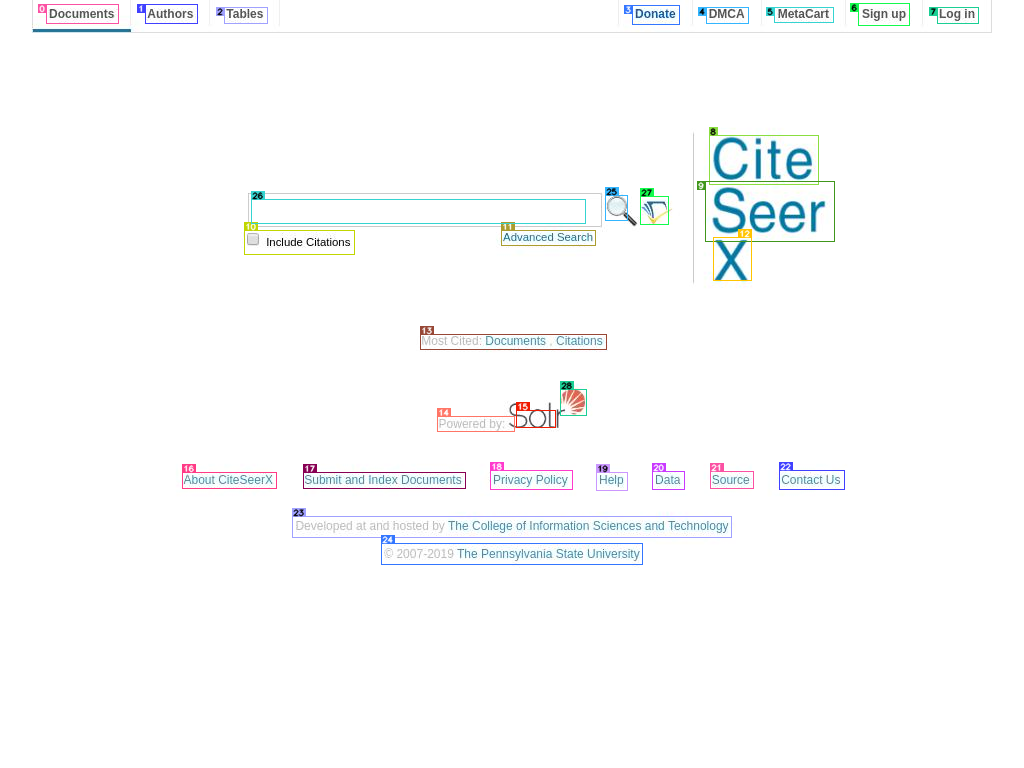 0 Documents 1 Authors 2 Tables 3 Donate 4 DMCA 5 MetaCart 6 Sign up 7 Log in
8 Cite
9 Seer
12 X
26 25 27
10 Include Citations 11 Advanced Search
13 Most Cited: Documents , Citations
14 Powered by: 15 Solr 28
16 About CiteSeerX 17 Submit and Index Documents 18 Privacy Policy 19 Help 20 Data 21 Source 22 Contact Us
23 Developed at and hosted by The College of Information Sciences and Technology
24 © 2007-2019 The Pennsylvania State University